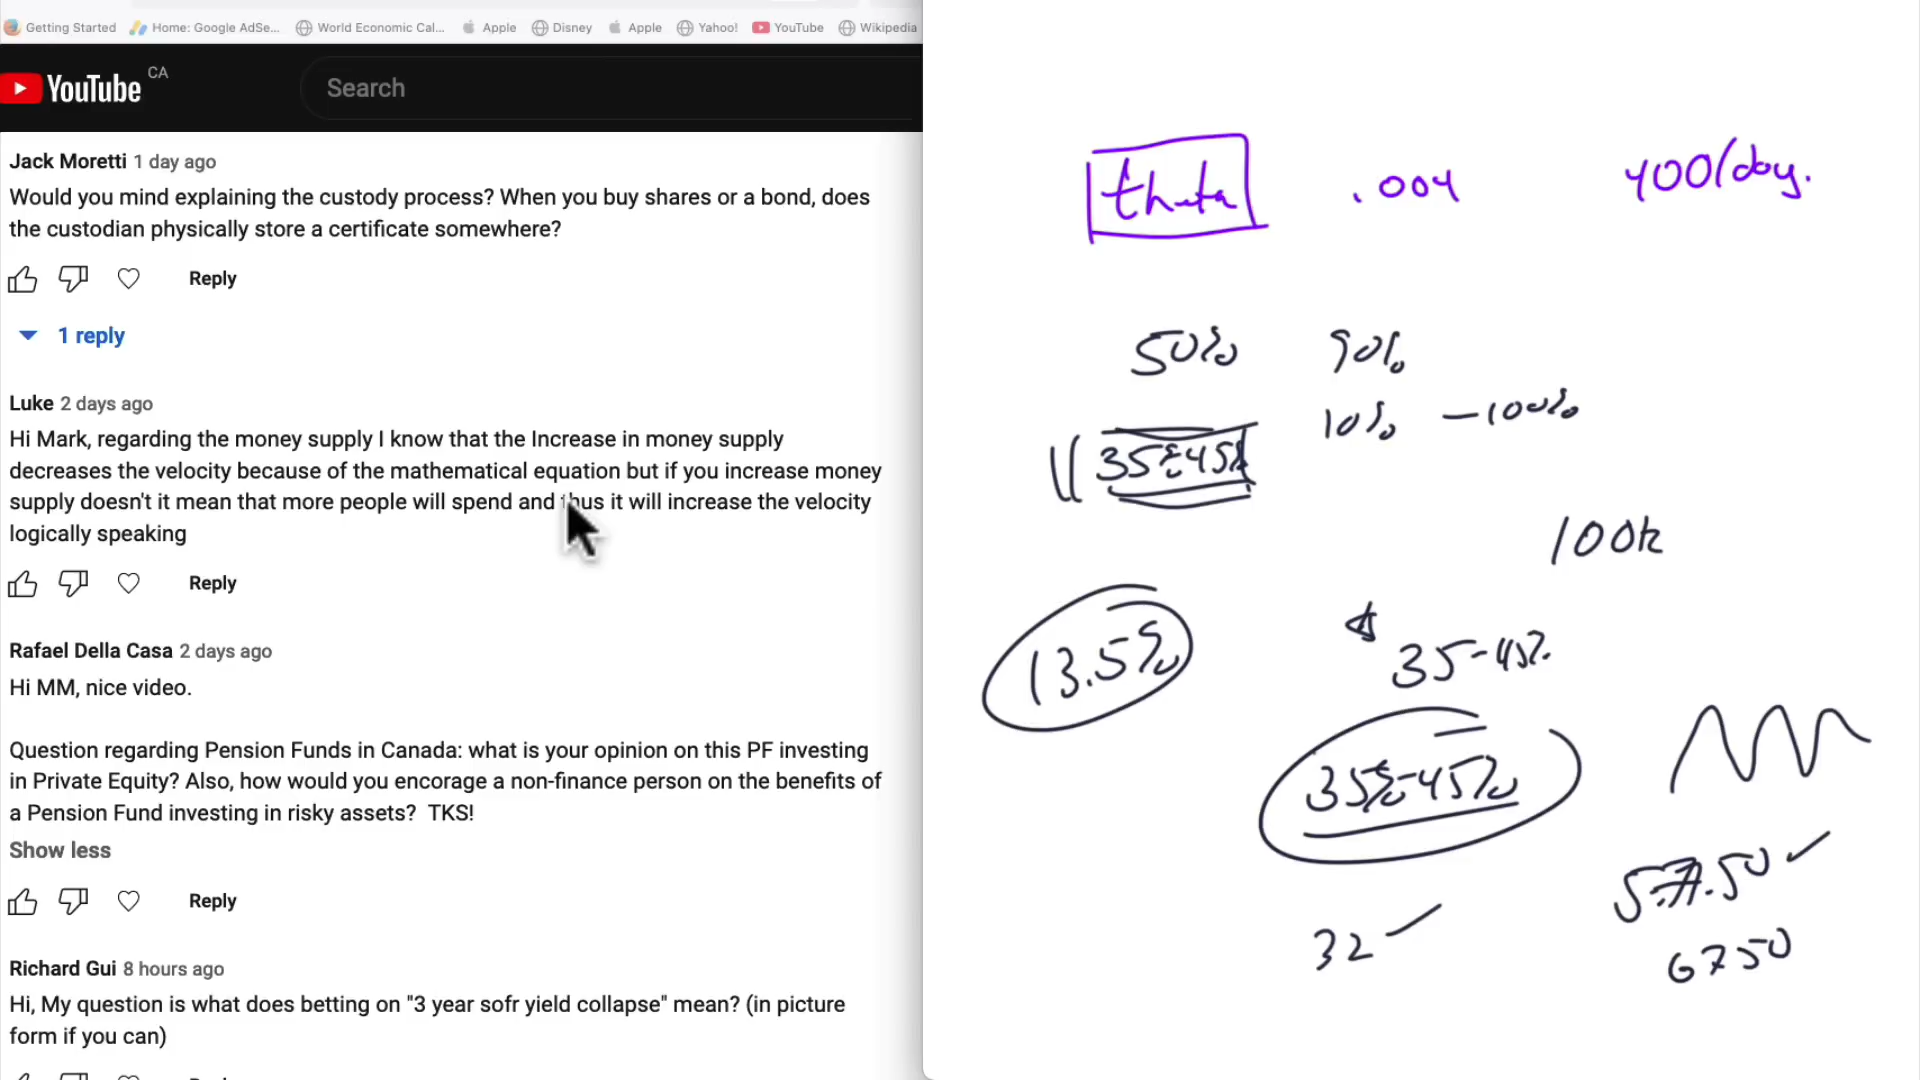 Getting Started
Home: Google AdSe...
World Economic Cal...
Apple
Disney
Apple
Yahoo!
YouTube
Wikipedia
YouTube CA
Search
Jack Moretti 1 day ago
Would you mind explaining the custody process? When you buy shares or a bond, does
the custodian physically store a certificate somewhere?
Reply
1 reply
Luke 2 days ago
Hi Mark, regarding the money supply I know that the Increase in money supply
decreases the velocity because of the mathematical equation but if you increase money
supply doesn't it mean that more people will spend and thus it will increase the velocity
logically speaking
Reply
Rafael Della Casa 2 days ago
Hi MM, nice video.
Question regarding Pension Funds in Canada: what is your opinion on this PF investing
in Private Equity? Also, how would you encorage a non-finance person on the benefits of
a Pension Fund investing in risky assets? TKS!
Show less
Reply
Richard Gui 8 hours ago
Hi, My question is what does betting on "3 year sofr yield collapse" mean? (in picture
form if you can)
theta .004 400/day.
50% 90%
35%-45% 10% -100%
100k
13.5% 35-45%
35%-45%
32
6750